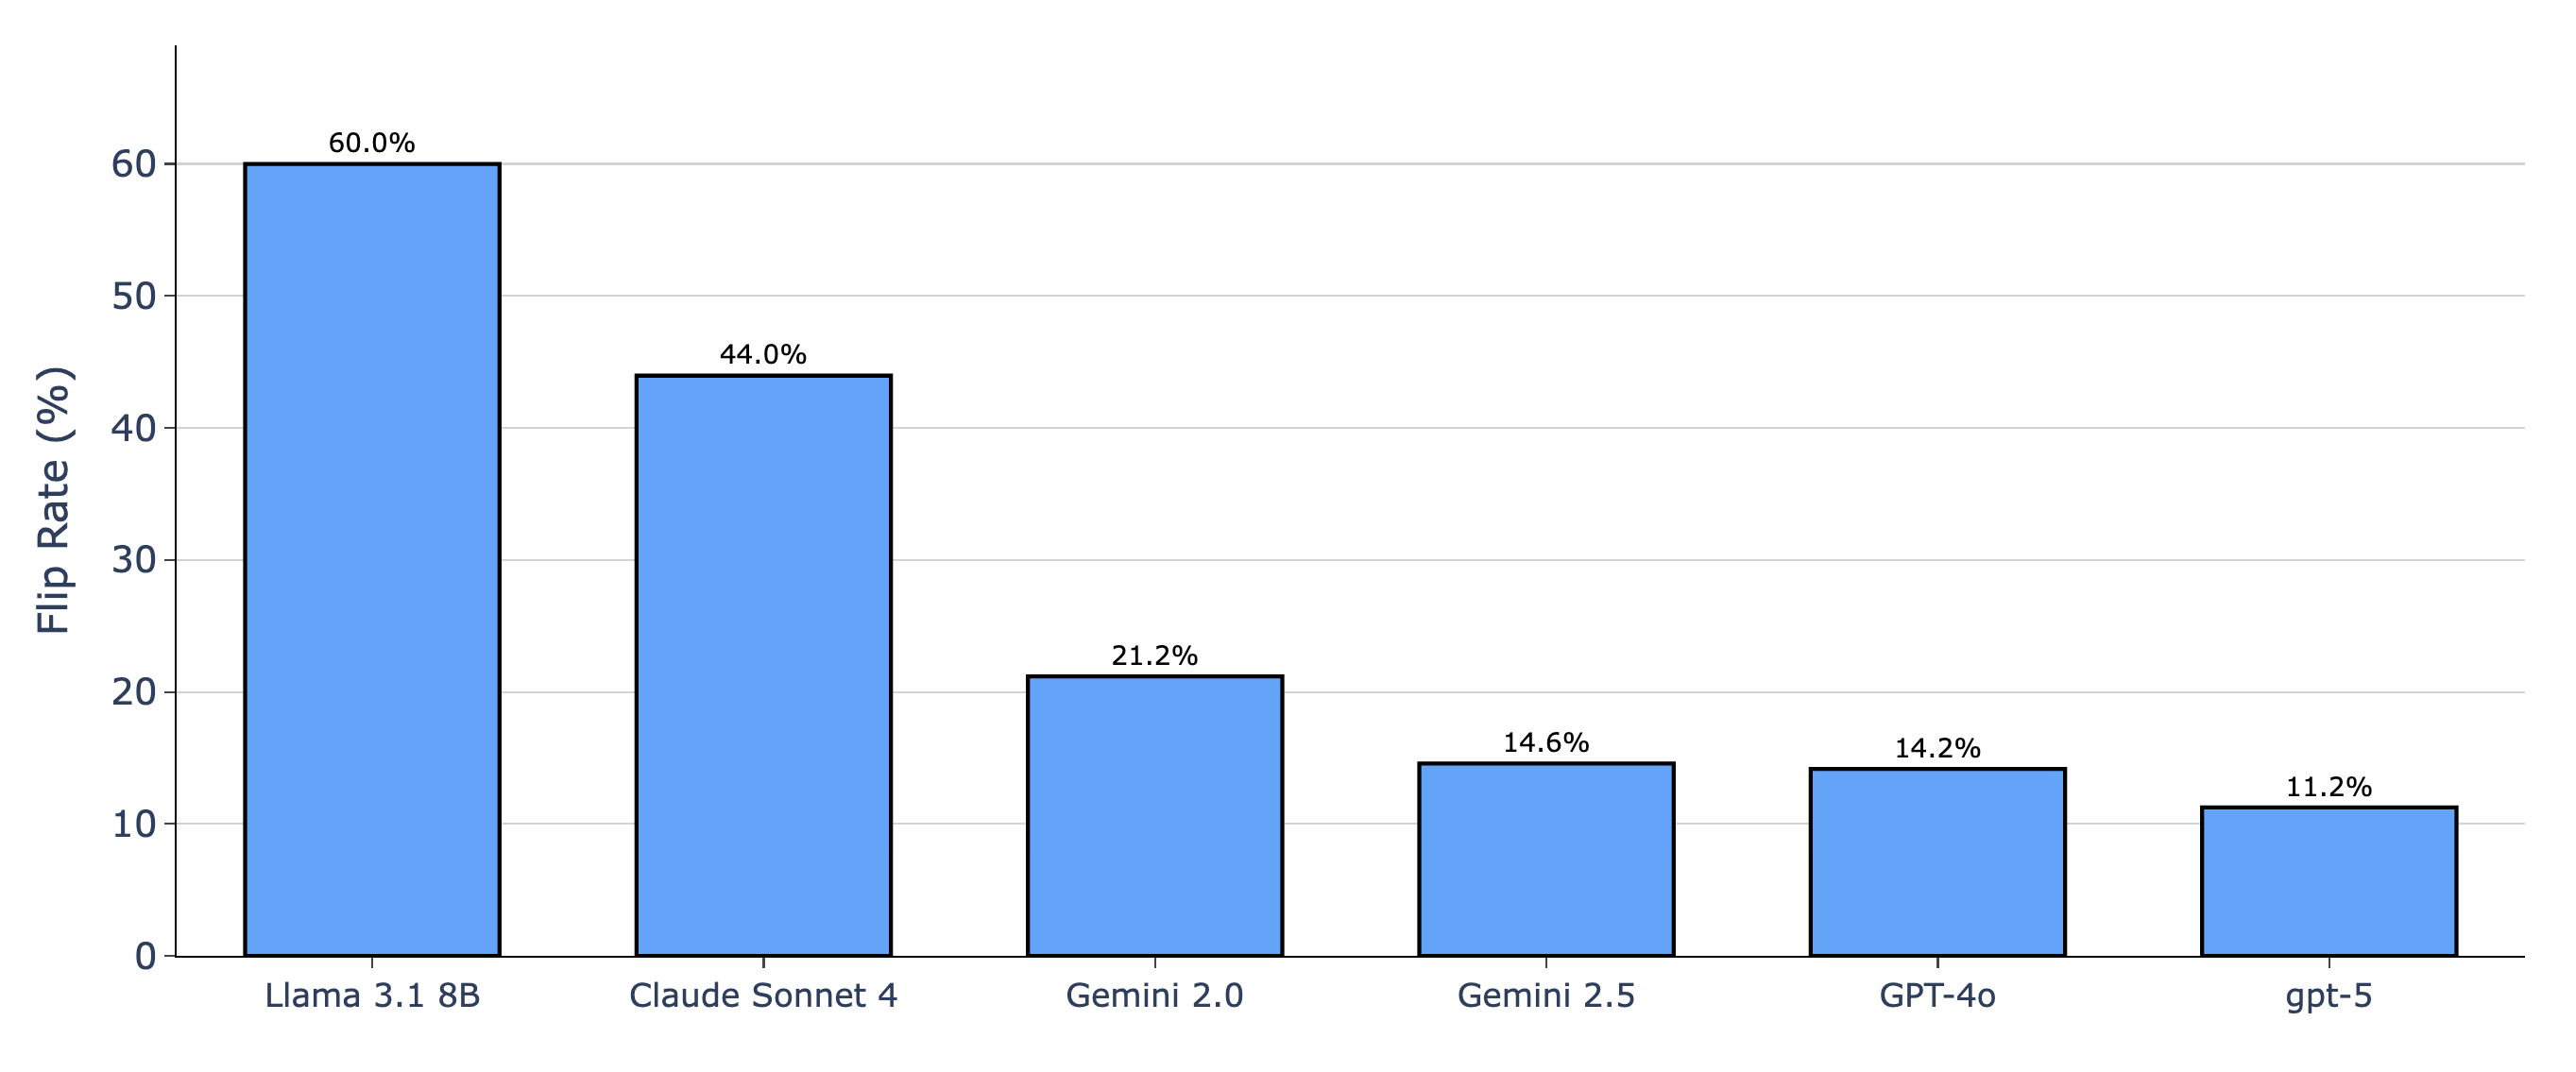 Flip Rate (%)
60
50
40
30
20
10
0
60.0%
44.0%
21.2%
14.6%
14.2%
11.2%
Llama 3.1 8B
Claude Sonnet 4
Gemini 2.0
Gemini 2.5
GPT-4o
gpt-5